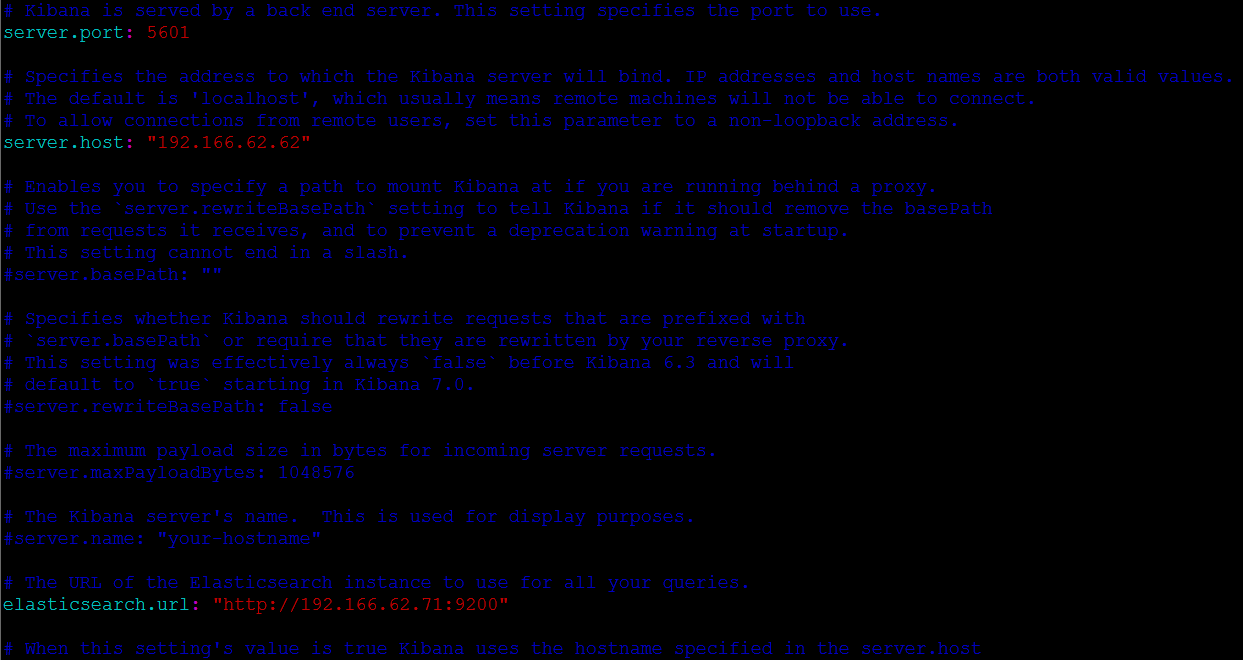 # Kibana is served by a back end server. This setting specifies the port to use.
server.port: 5601
# Specifies the address to which the Kibana server will bind. IP addresses and host names are both valid values.
# The default is 'localhost', which usually means remote machines will not be able to connect.
# To allow connections from remote users, set this parameter to a non-loopback address.
server.host: "192.166.62.62"
# Enables you to specify a path to mount Kibana at if you are running behind a proxy.
# Use the `server.rewriteBasePath` setting to tell Kibana if it should remove the basePath
# from requests it receives, and to prevent a deprecation warning at startup.
# This setting cannot end in a slash.
#server.basePath: ""
# Specifies whether Kibana should rewrite requests that are prefixed with
# `server.basePath` or require that they are rewritten by your reverse proxy.
# This setting was effectively always `false` before Kibana 6.3 and will
# default to `true` starting in Kibana 7.0.
#server.rewriteBasePath: false
# The maximum payload size in bytes for incoming server requests.
#server.maxPayloadBytes: 1048576
# The Kibana server's name.  This is used for display purposes.
#server.name: "your-hostname"
# The URL of the Elasticsearch instance to use for all your queries.
elasticsearch.url: "http://192.166.62.71:9200"
# When this setting's value is true Kibana uses the hostname specified in the server.host